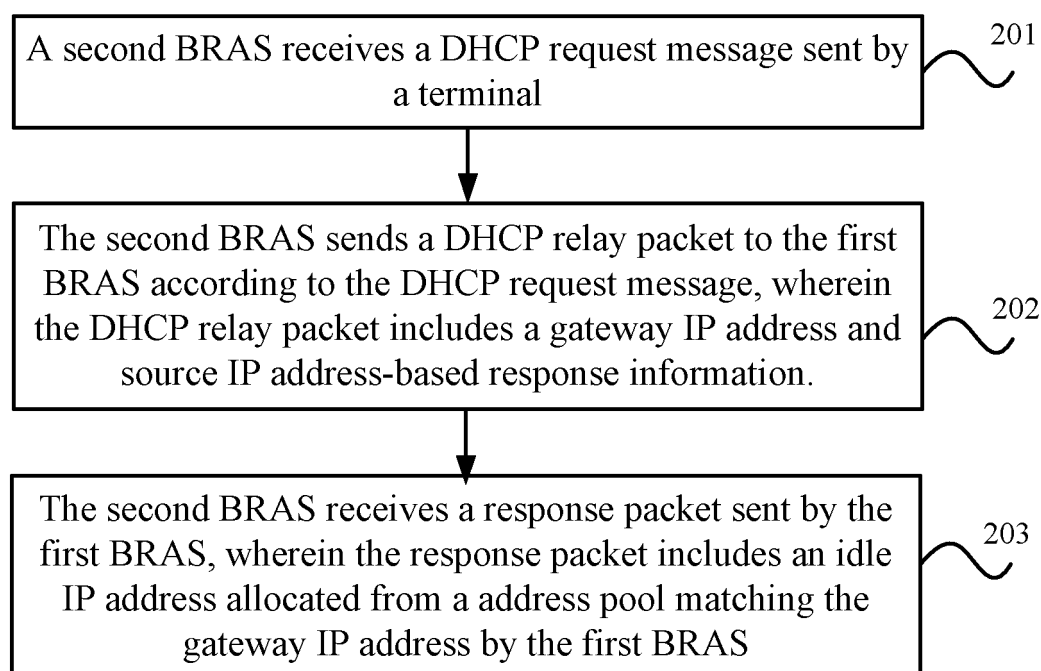 A second BRAS receives a DHCP request message sent by
a terminal
201
The second BRAS sends a DHCP relay packet to the first
BRAS according to the DHCP request message, wherein
the DHCP relay packet includes a gateway IP address and
source IP address-based response information.
202
The second BRAS receives a response packet sent by the
first BRAS, wherein the response packet includes an idle
IP address allocated from a address pool matching the
gateway IP address by the first BRAS
203